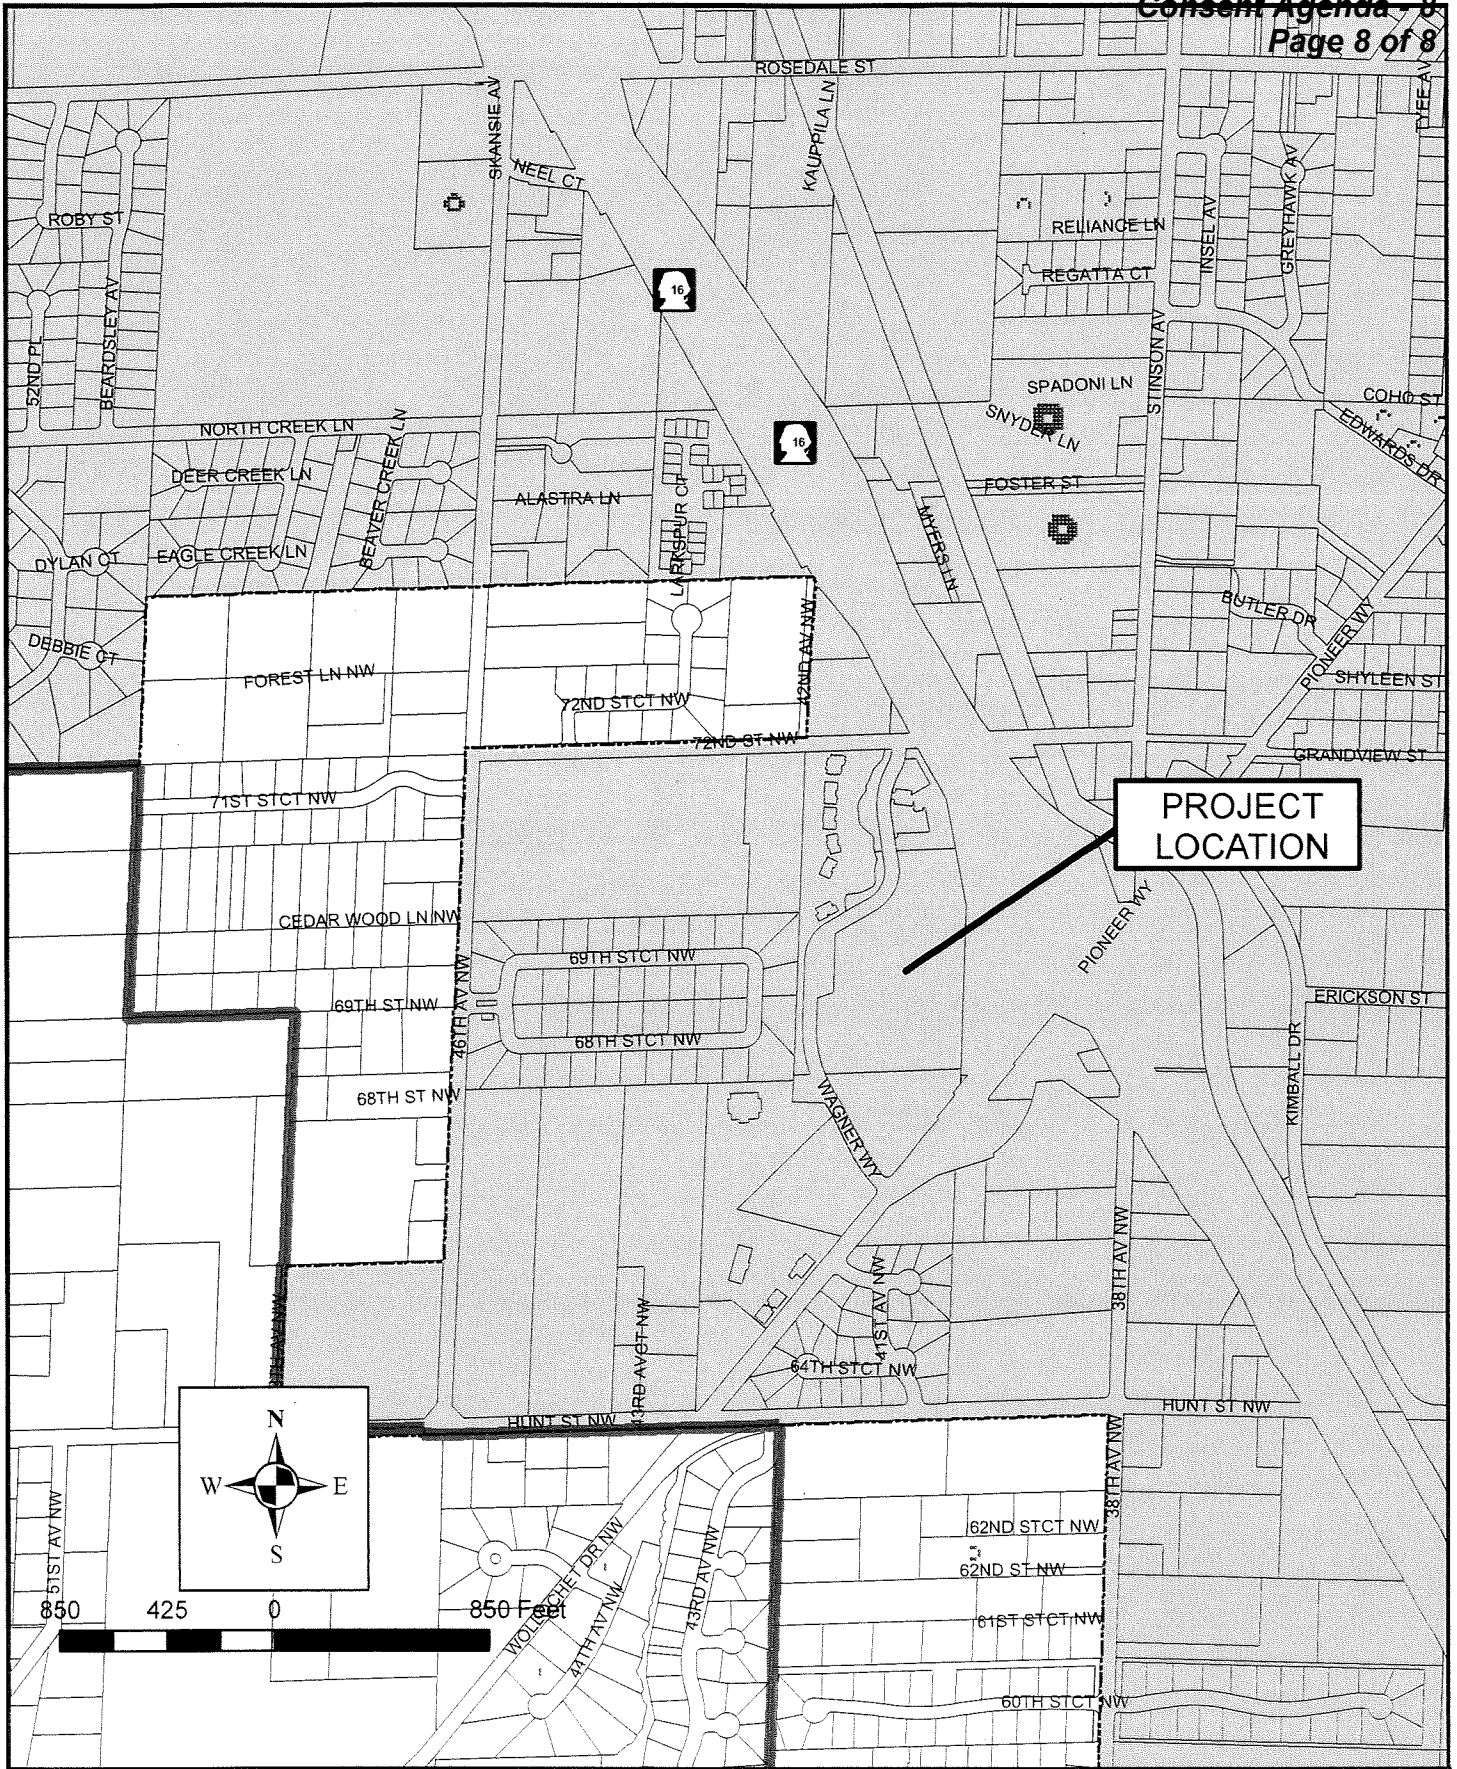 Consent Agenda - 8
Page 8 of 8
ROSEDALE ST
SKANSIE AV
KAUPPILA LN
TYEE AV
NEEL CT
ROBY ST
RELIANCE LN
INSEL AV
GREYHAWK AV
REGATTA CT
16
52ND PL
BEARDSLEY AV
STINSON AV
SPADONI LN
SNYDER LN
COHO ST
EDWARDS DR
NORTH CREEK LN
16
DEER CREEK LN
BEAVER CREEK LN
ALASTRA LN
LARKSPUR CT
FOSTER ST
MYERS LN
DYLAN CT
EAGLE CREEK LN
BUTLER DR
PIONEER WY
DEBBIE CT
FOREST LN NW
42ND AV NW
SHYLEEN ST
72ND STCT NW
72ND ST NW
GRANDVIEW ST
71ST STCT NW
PROJECT
LOCATION
CEDAR WOOD LN NW
PIONEER WY
69TH STCT NW
46TH AV NW
69TH ST NW
ERICKSON ST
68TH STCT NW
KIMBALL DR
68TH ST NW
WAGNER WY
38TH AV NW
41ST AV NW
43RD AVCT NW
64TH STCT NW
HUNT ST NW
HUNT ST NW
N
W
E
S
38TH AV NW
51ST AV NW
62ND STCT NW
WOLLOCHET DR NW
43RD AV NW
62ND ST NW
44TH AV NW
850 425 0 850 Feet
61ST STCT NW
60TH STCT NW